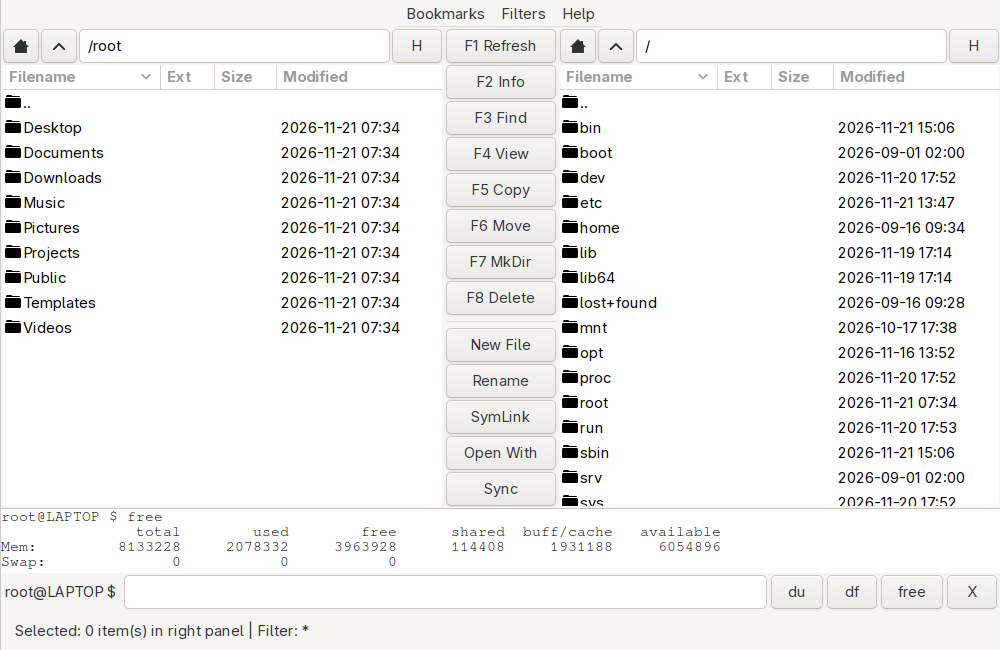 Bookmarks Filters Help
/root H F1 Refresh / H
Filename Ext Size Modified F2 Info Filename Ext Size Modified
.. ..
Desktop 2026-11-21 07:34 F3 Find bin 2026-11-21 15:06
Documents 2026-11-21 07:34 F4 View boot 2026-09-01 02:00
Downloads 2026-11-21 07:34 dev 2026-11-20 17:52
Music 2026-11-21 07:34 F5 Copy etc 2026-11-21 13:47
Pictures 2026-11-21 07:34 F6 Move home 2026-09-16 09:34
Projects 2026-11-21 07:34 F7 MkDir lib 2026-11-19 17:14
Public 2026-11-21 07:34 lib64 2026-11-19 17:14
Templates 2026-11-21 07:34 F8 Delete lost+found 2026-09-16 09:28
Videos 2026-11-21 07:34 mnt 2026-10-17 17:38
New File opt 2026-11-16 13:52
Rename proc 2026-11-20 17:52
SymLink root 2026-11-21 07:34
run 2026-11-20 17:53
Open With sbin 2026-11-21 15:06
Sync srv 2026-09-01 02:00
sys 2026-11-20 17:52
root@LAPTOP $ free
total used free shared buff/cache available
Mem: 8133228 2078332 3963928 114408 1931188 6054896
Swap: 0 0 0
root@LAPTOP $ du df free X
Selected: 0 item(s) in right panel | Filter: *